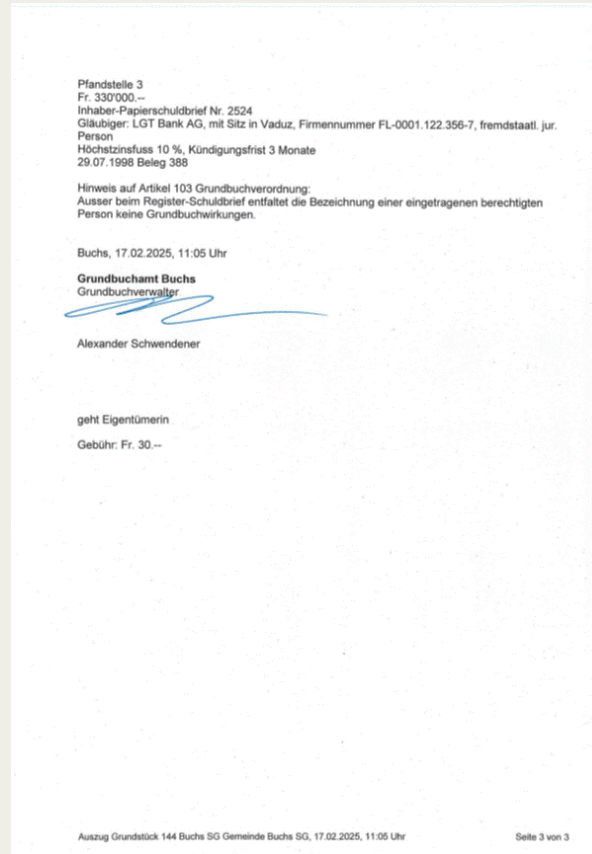 Pfandstelle 3
Fr. 330'000.--
Inhaber-Papierschuldbrief Nr. 2524
Gläubiger: LGT Bank AG, mit Sitz in Vaduz, Firmennummer FL-0001.122.356-7, fremdstaatl. jur.
Person
Höchstzinsfuss 10 %, Kündigungsfrist 3 Monate
29.07.1998 Beleg 388
Hinweis auf Artikel 103 Grundbuchverordnung:
Ausser beim Register-Schuldbrief entfaltet die Bezeichnung einer eingetragenen berechtigten
Person keine Grundbuchwirkungen.
Buchs, 17.02.2025, 11:05 Uhr
Grundbuchamt Buchs
Grundbuchverwalter
Alexander Schwendener
geht Eigentümerin
Gebühr: Fr. 30.--
Auszug Grundstück 144 Buchs SG Gemeinde Buchs SG, 17.02.2025, 11:05 Uhr
Seite 3 von 3